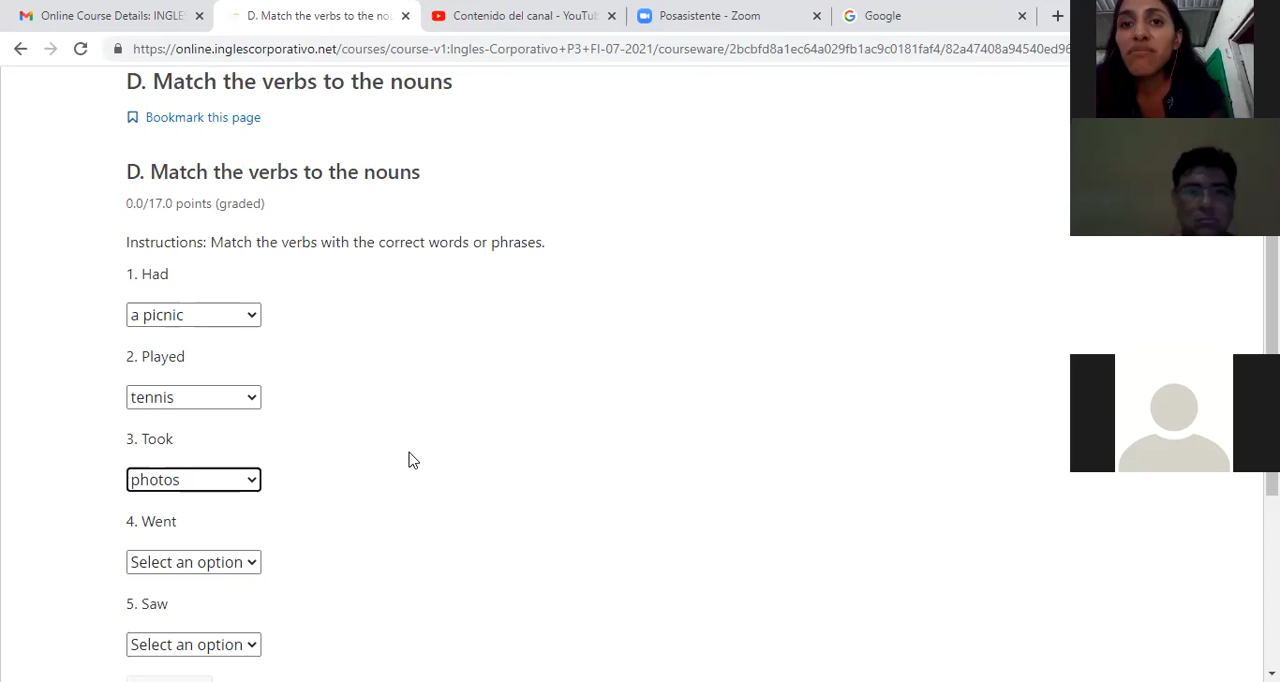 Online Course Details: INGLE
D. Match the verbs to the no
Contenido del canal - YouTu
Posasistente - Zoom
Google
https://online.inglescorporativo.net/courses/course-v1:Ingles-Corporativo+P3+FI-07-2021/courseware/2bcbfd8a1ec64a029fb1ac9c0181faf4/82a47408a94540ed96
D. Match the verbs to the nouns
Bookmark this page
D. Match the verbs to the nouns
0.0/17.0 points (graded)
Instructions: Match the verbs with the correct words or phrases.
1. Had
a picnic
2. Played
tennis
3. Took
photos
4. Went
Select an option
5. Saw
Select an option